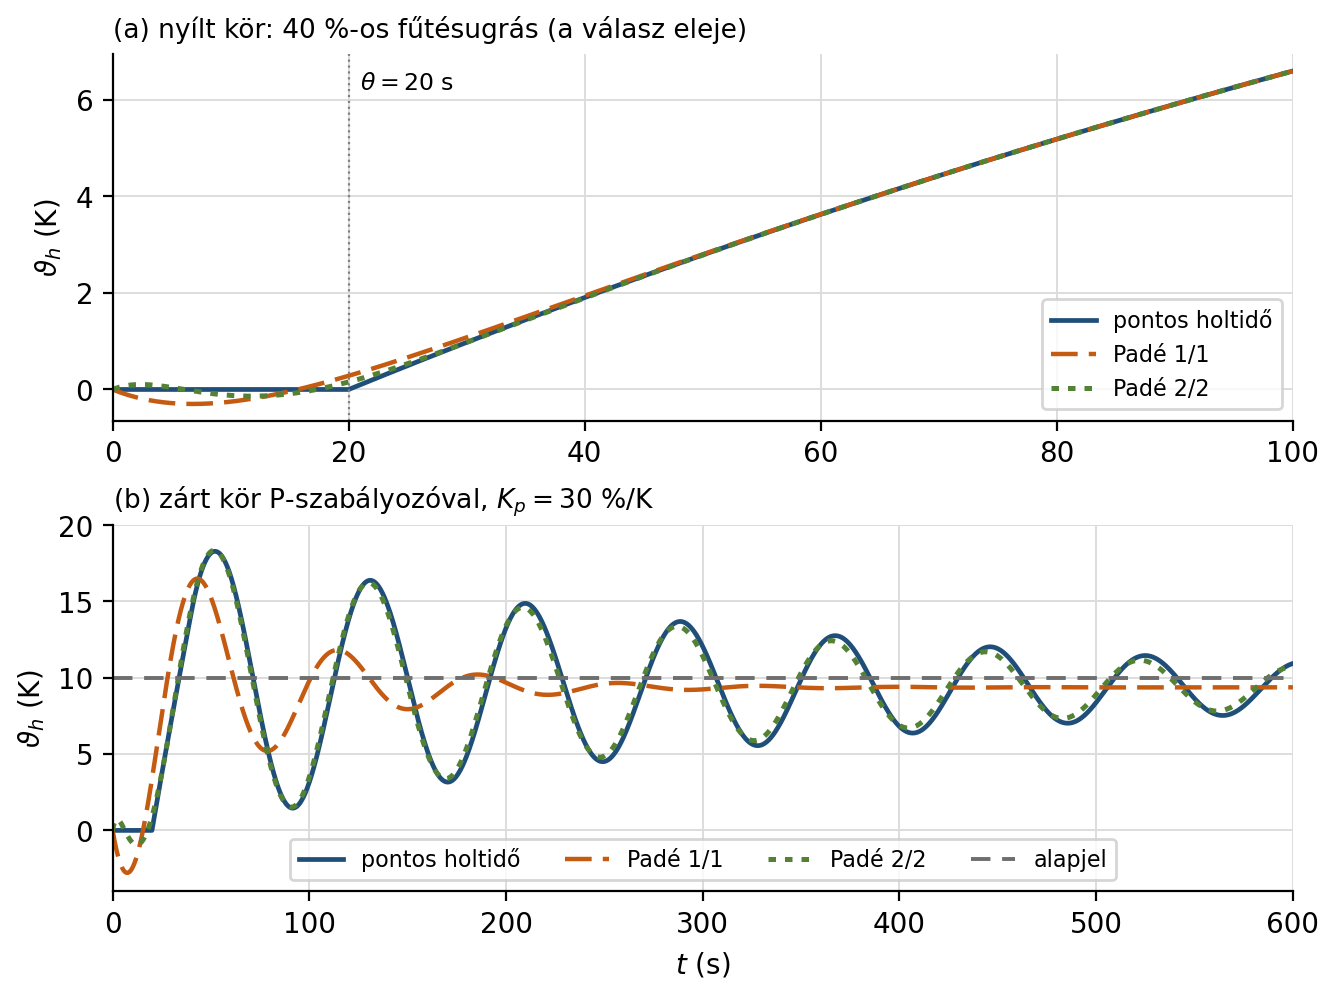 (a) nyílt kör: 40 %-os fűtésugrás (a válasz eleje)
θ = 20 s
6
4
2
0
ϑₕ (K)
pontos holtidő
Padé 1/1
Padé 2/2
0 20 40 60 80 100
(b) zárt kör P-szabályozóval, Kₚ = 30 %/K
20
15
10
5
0
ϑₕ (K)
pontos holtidő Padé 1/1 Padé 2/2 alapjel
0 100 200 300 400 500 600
t (s)